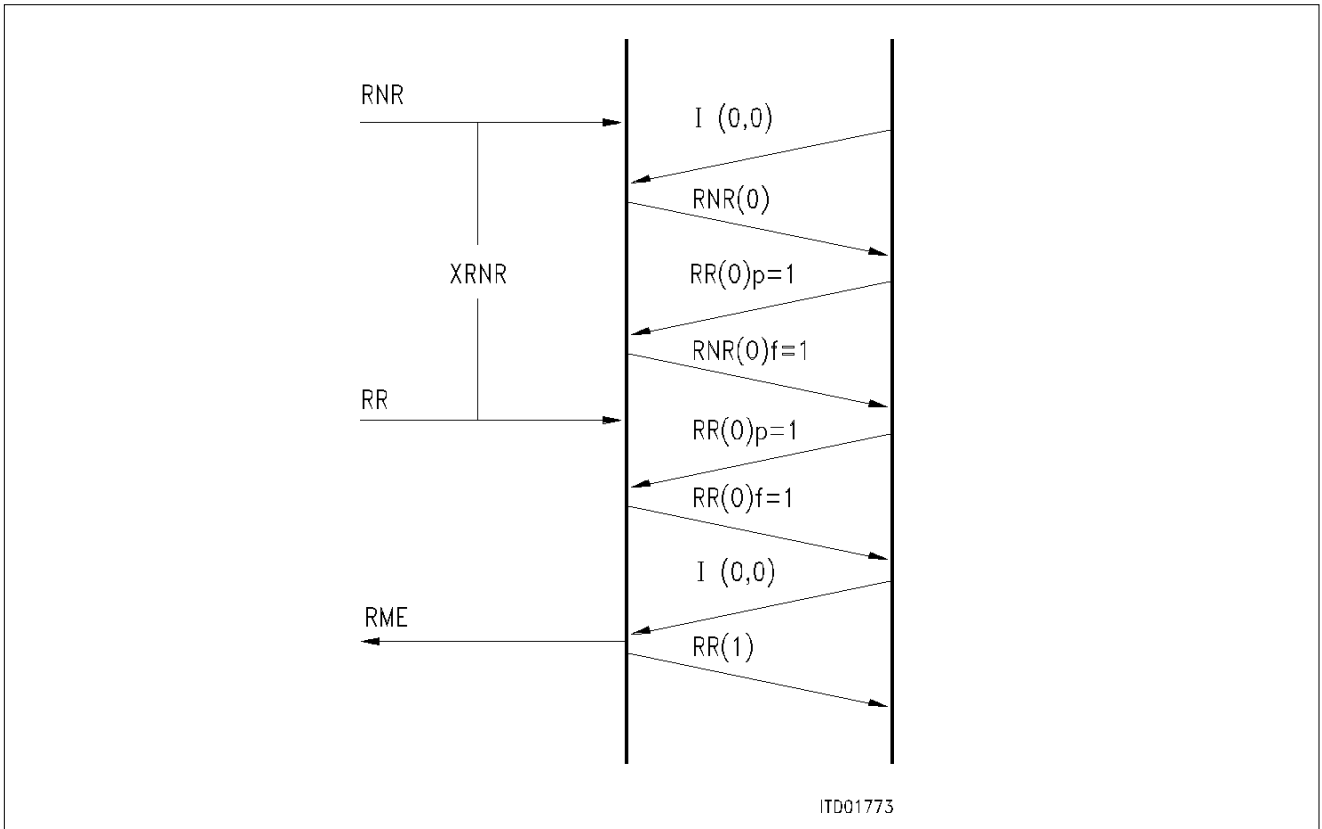 RNR
I (0,0)
RNR(0)
XRNR
RR(0)p=1
RNR(0)f=1
RR
RR(0)p=1
RR(0)f=1
I (0,0)
RME
RR(1)
ITD01773